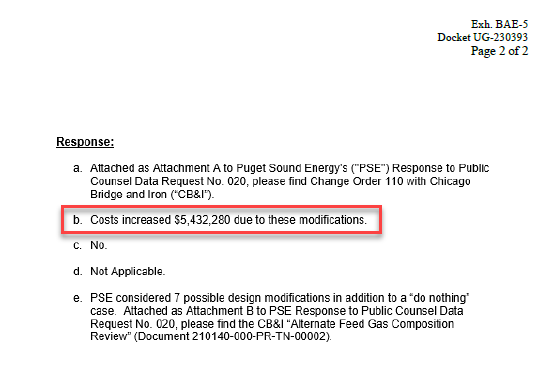 Exh. BAE-5
Docket UG-230393
Page 2 of 2
Response:
a. Attached as Attachment A to Puget Sound Energy's ("PSE") Response to Public
Counsel Data Request No. 020, please find Change Order 110 with Chicago
Bridge and Iron ("CB&I").
b. Costs increased $5,432,280 due to these modifications.
c. No.
d. Not Applicable.
e. PSE considered 7 possible design modifications in addition to a "do nothing"
case. Attached as Attachment B to PSE Response to Public Counsel Data
Request No. 020, please find the CB&I "Alternate Feed Gas Composition
Review" (Document 210140-000-PR-TN-00002).